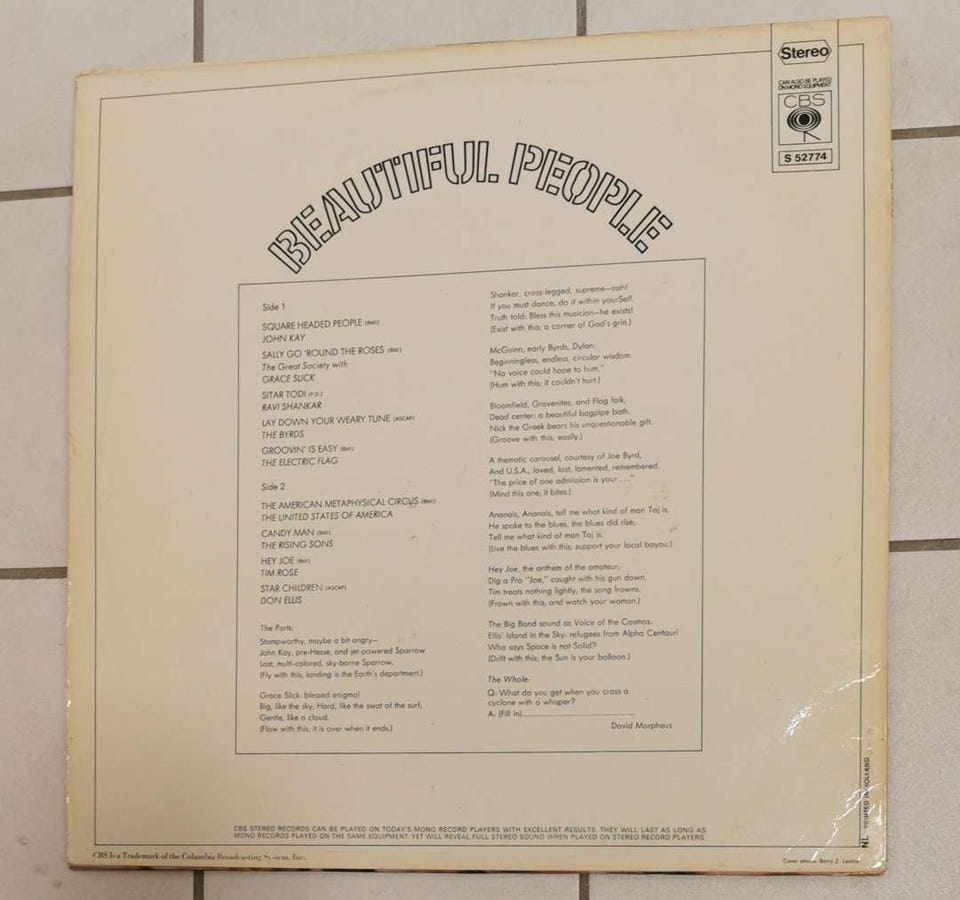 Stereo
CAN ALSO BE PLAYED
ON MONO EQUIPMENT
CBS
S 52774
BEAUTIFUL PEOPLE
Side 1
SQUARE HEADED PEOPLE (BMI)
JOHN KAY
SALLY GO 'ROUND THE ROSES (BMI)
The Great Society with
GRACE SLICK
SITAR TODI (P.D.)
RAVI SHANKAR
LAY DOWN YOUR WEARY TUNE (ASCAP)
THE BYRDS
GROOVIN' IS EASY (BMI)
THE ELECTRIC FLAG
Side 2
THE AMERICAN METAPHYSICAL CIRCUS (BMI)
THE UNITED STATES OF AMERICA
CANDY MAN (BMI)
THE RISING SONS
HEY JOE (BMI)
TIM ROSE
STAR CHILDREN (ASCAP)
DON ELLIS
The Parts:
Stompworthy, maybe a bit angry—
John Kay, pre-Hesse, and jet-powered Sparrow
Lost, multi-colored, sky-borne Sparrow.
(Fly with this; landing is the Earth's department.)
Grace Slick: blessed enigma!
Big, like the sky; Hard, like the swat of the surf;
Gentle, like a cloud.
(Flow with this; it is over when it ends.)
Shankar, cross-legged, supreme—sssh!
If you must dance, do it within yourSelf.
Truth told: Bless this musician—he exists!
(Exist with this; a corner of God's grin.)
McGuinn, early Byrds, Dylan:
Beginningless, endless, circular wisdom.
"No voice could hope to hum."
(Hum with this; it couldn't hurt.)
Bloomfield, Gravenites, and Flag folk;
Dead center: a beautiful bagpipe bath.
Nick the Greek bears his unquestionable gift.
(Groove with this; easily.)
A thematic carousel, courtesy of Joe Byrd,
And U.S.A., loved, lost, lamented, remembered.
"The price of one admission is your . . ."
(Mind this one; it bites.)
Ananais, Ananais, tell me what kind of man Taj is.
He spoke to the blues, the blues did rise;
Tell me what kind of man Taj is.
(Live the blues with this; support your local bayou.)
Hey Joe, the anthem of the amateur;
Dig a Pro "Joe," caught with his gun down.
Tim treats nothing lightly; the song frowns.
(Frown with this; and watch your woman.)
The Big Band sound as Voice of the Cosmos:
Ellis' Island in the Sky: refugees from Alpha Centauri
Who says Space is not Solid?
(Drift with this; the Sun is your balloon.)
The Whole:
Q: What do you get when you cross a
cyclone with a whisper?
A: (Fill In)
David Morpheus
CBS STEREO RECORDS CAN BE PLAYED ON TODAY'S MONO RECORD PLAYERS WITH EXCELLENT RESULTS. THEY WILL LAST AS LONG AS
MONO RECORDS PLAYED ON THE SAME EQUIPMENT, YET WILL REVEAL FULL STEREO SOUND WHEN PLAYED ON STEREO RECORD PLAYERS.
CBS Is a Trademark of the Columbia Broadcasting System, Inc.
Cover photo: Barry Z. Levine
NL PRINTED IN HOLLAND